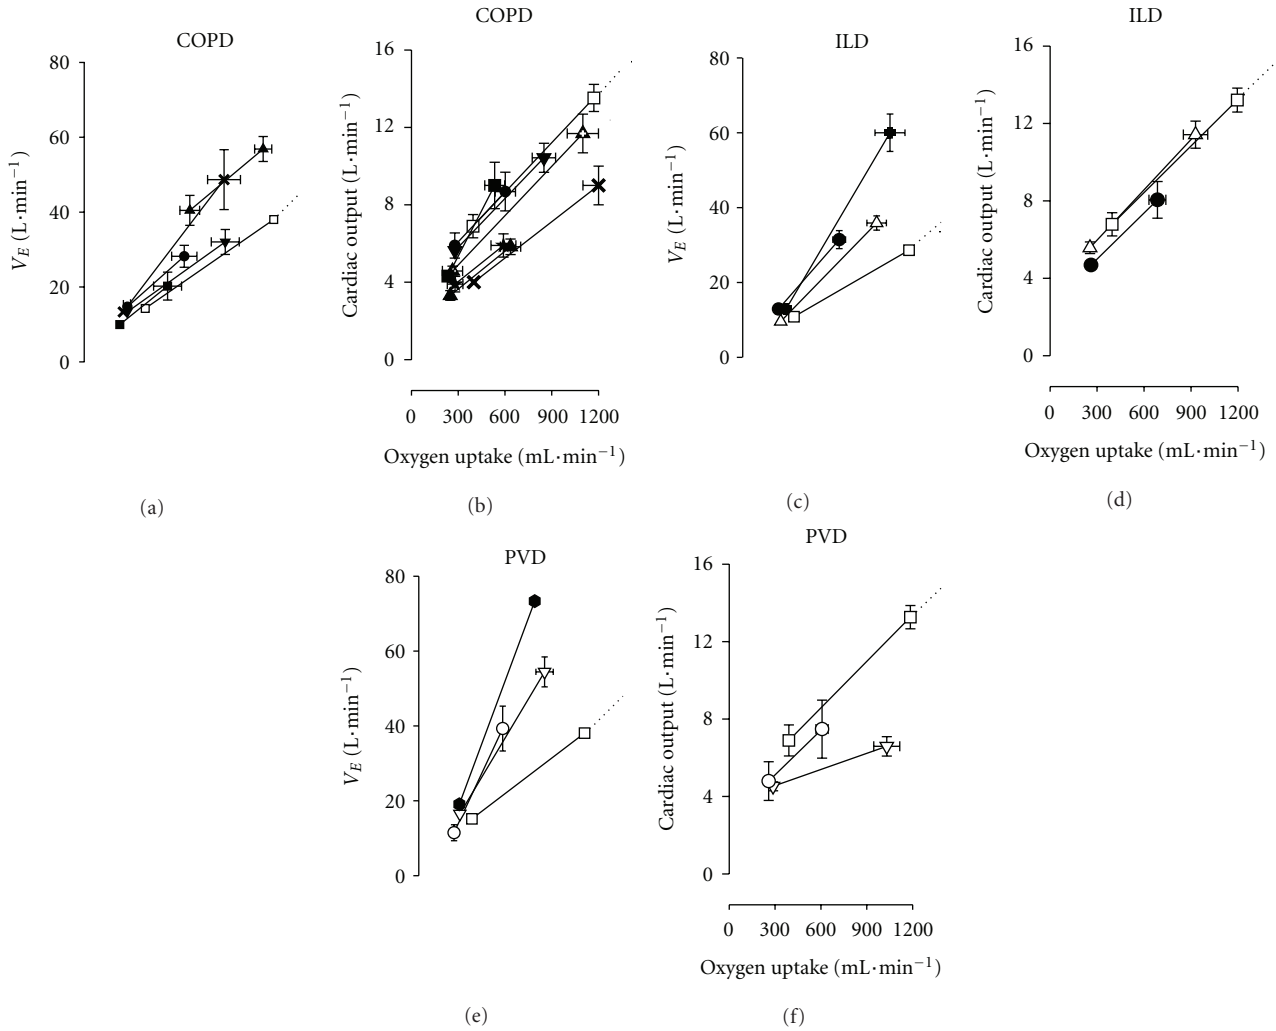 COPD
80
60
40
20
0
V_E (L·min⁻¹)
(a)
COPD
16
12
8
4
0
Cardiac output (L·min⁻¹)
0 300 600 900 1200
Oxygen uptake (mL·min⁻¹)
(b)
ILD
80
60
40
20
0
V_E (L·min⁻¹)
(c)
ILD
16
12
8
4
0
Cardiac output (L·min⁻¹)
0 300 600 900 1200
Oxygen uptake (mL·min⁻¹)
(d)
PVD
80
60
40
20
0
V_E (L·min⁻¹)
(e)
PVD
16
12
8
4
0
Cardiac output (L·min⁻¹)
0 300 600 900 1200
Oxygen uptake (mL·min⁻¹)
(f)